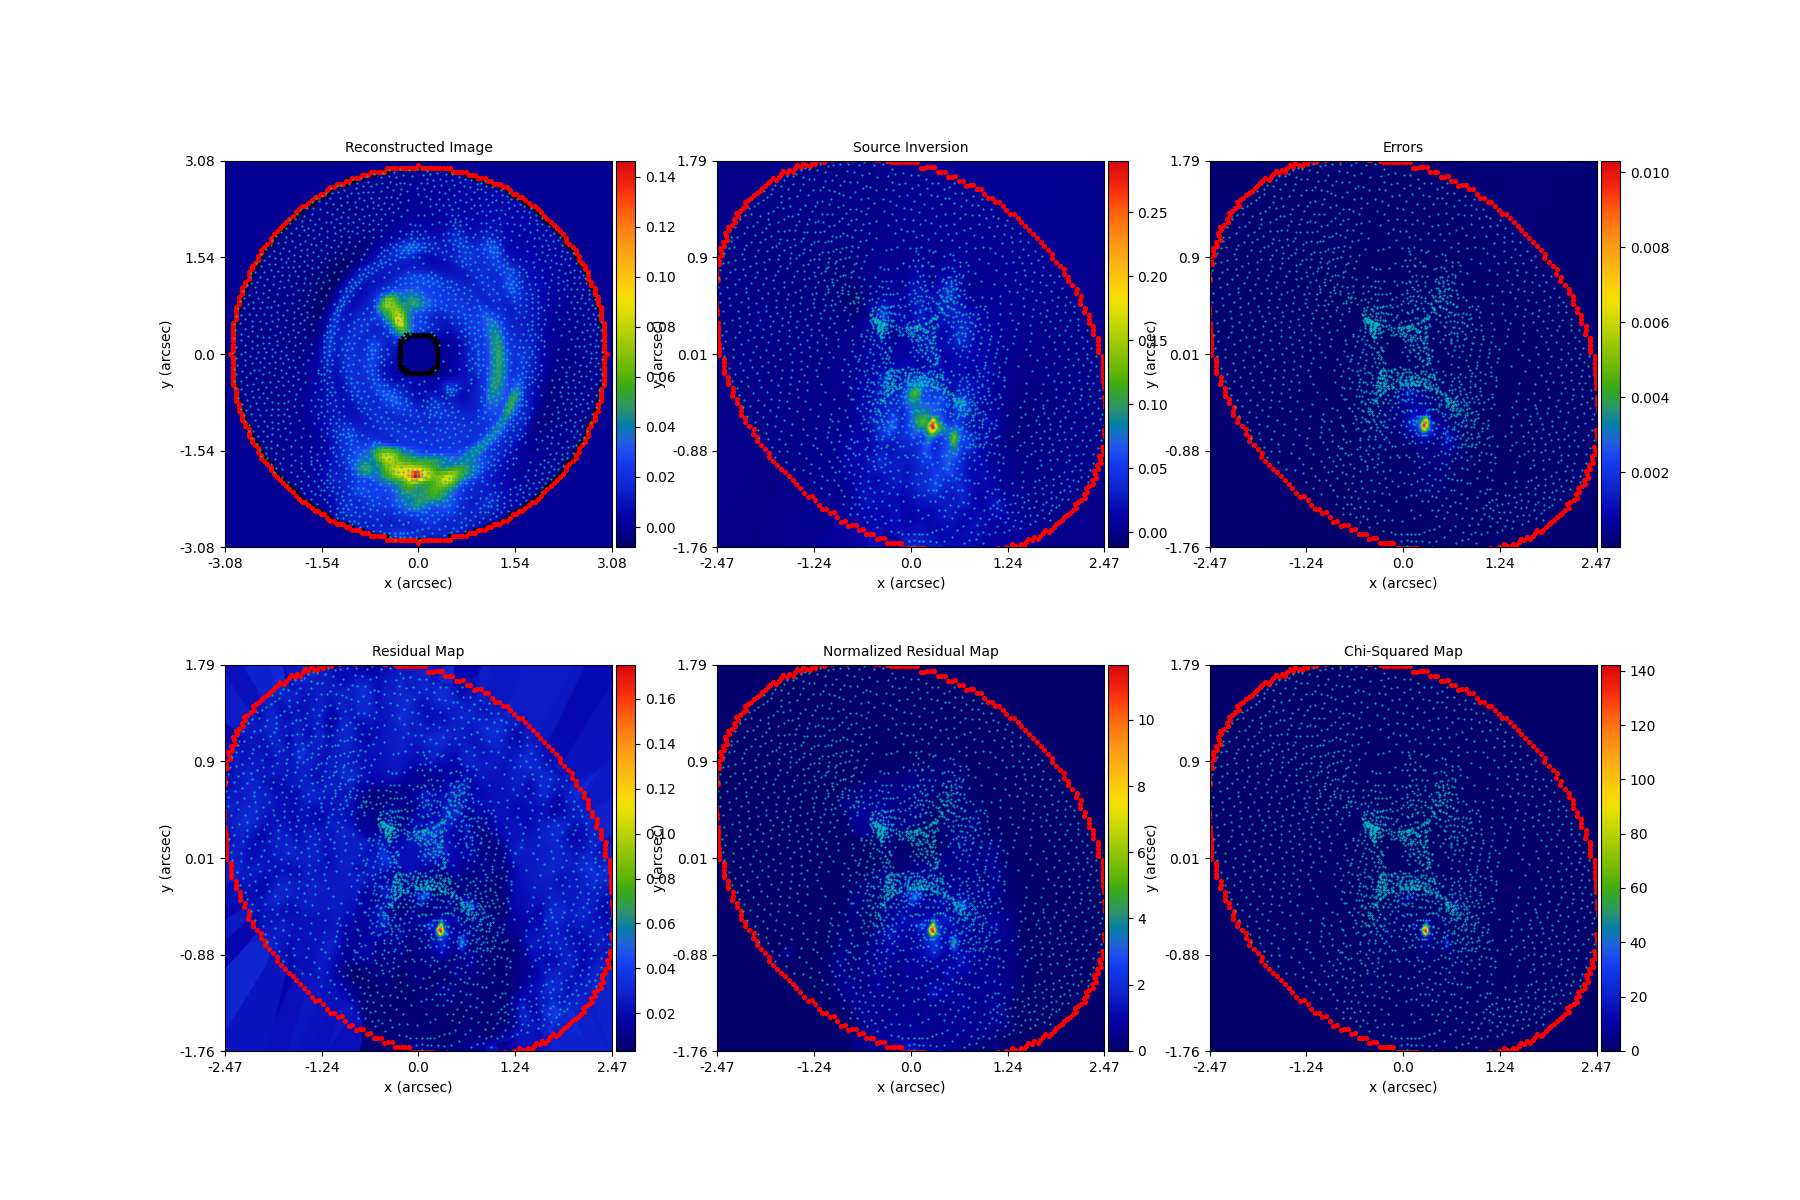 Reconstructed Image
3.08
1.54
0.0
-1.54
-3.08
y (arcsec)
-3.08 -1.54 0.0 1.54 3.08
x (arcsec)
0.14
0.12
0.10
0.08
0.06
0.04
0.02
0.00
Source Inversion
1.79
0.9
0.01
-0.88
-1.76
y (arcsec)
-2.47 -1.24 0.0 1.24 2.47
x (arcsec)
0.25
0.20
0.15
0.10
0.05
0.00
Errors
1.79
0.9
0.01
-0.88
-1.76
y (arcsec)
-2.47 -1.24 0.0 1.24 2.47
x (arcsec)
0.010
0.008
0.006
0.004
0.002
Residual Map
1.79
0.9
0.01
-0.88
-1.76
y (arcsec)
-2.47 -1.24 0.0 1.24 2.47
x (arcsec)
0.16
0.14
0.12
0.10
0.08
0.06
0.04
0.02
Normalized Residual Map
1.79
0.9
0.01
-0.88
-1.76
y (arcsec)
-2.47 -1.24 0.0 1.24 2.47
x (arcsec)
10
8
6
4
2
0
Chi-Squared Map
1.79
0.9
0.01
-0.88
-1.76
y (arcsec)
-2.47 -1.24 0.0 1.24 2.47
x (arcsec)
140
120
100
80
60
40
20
0